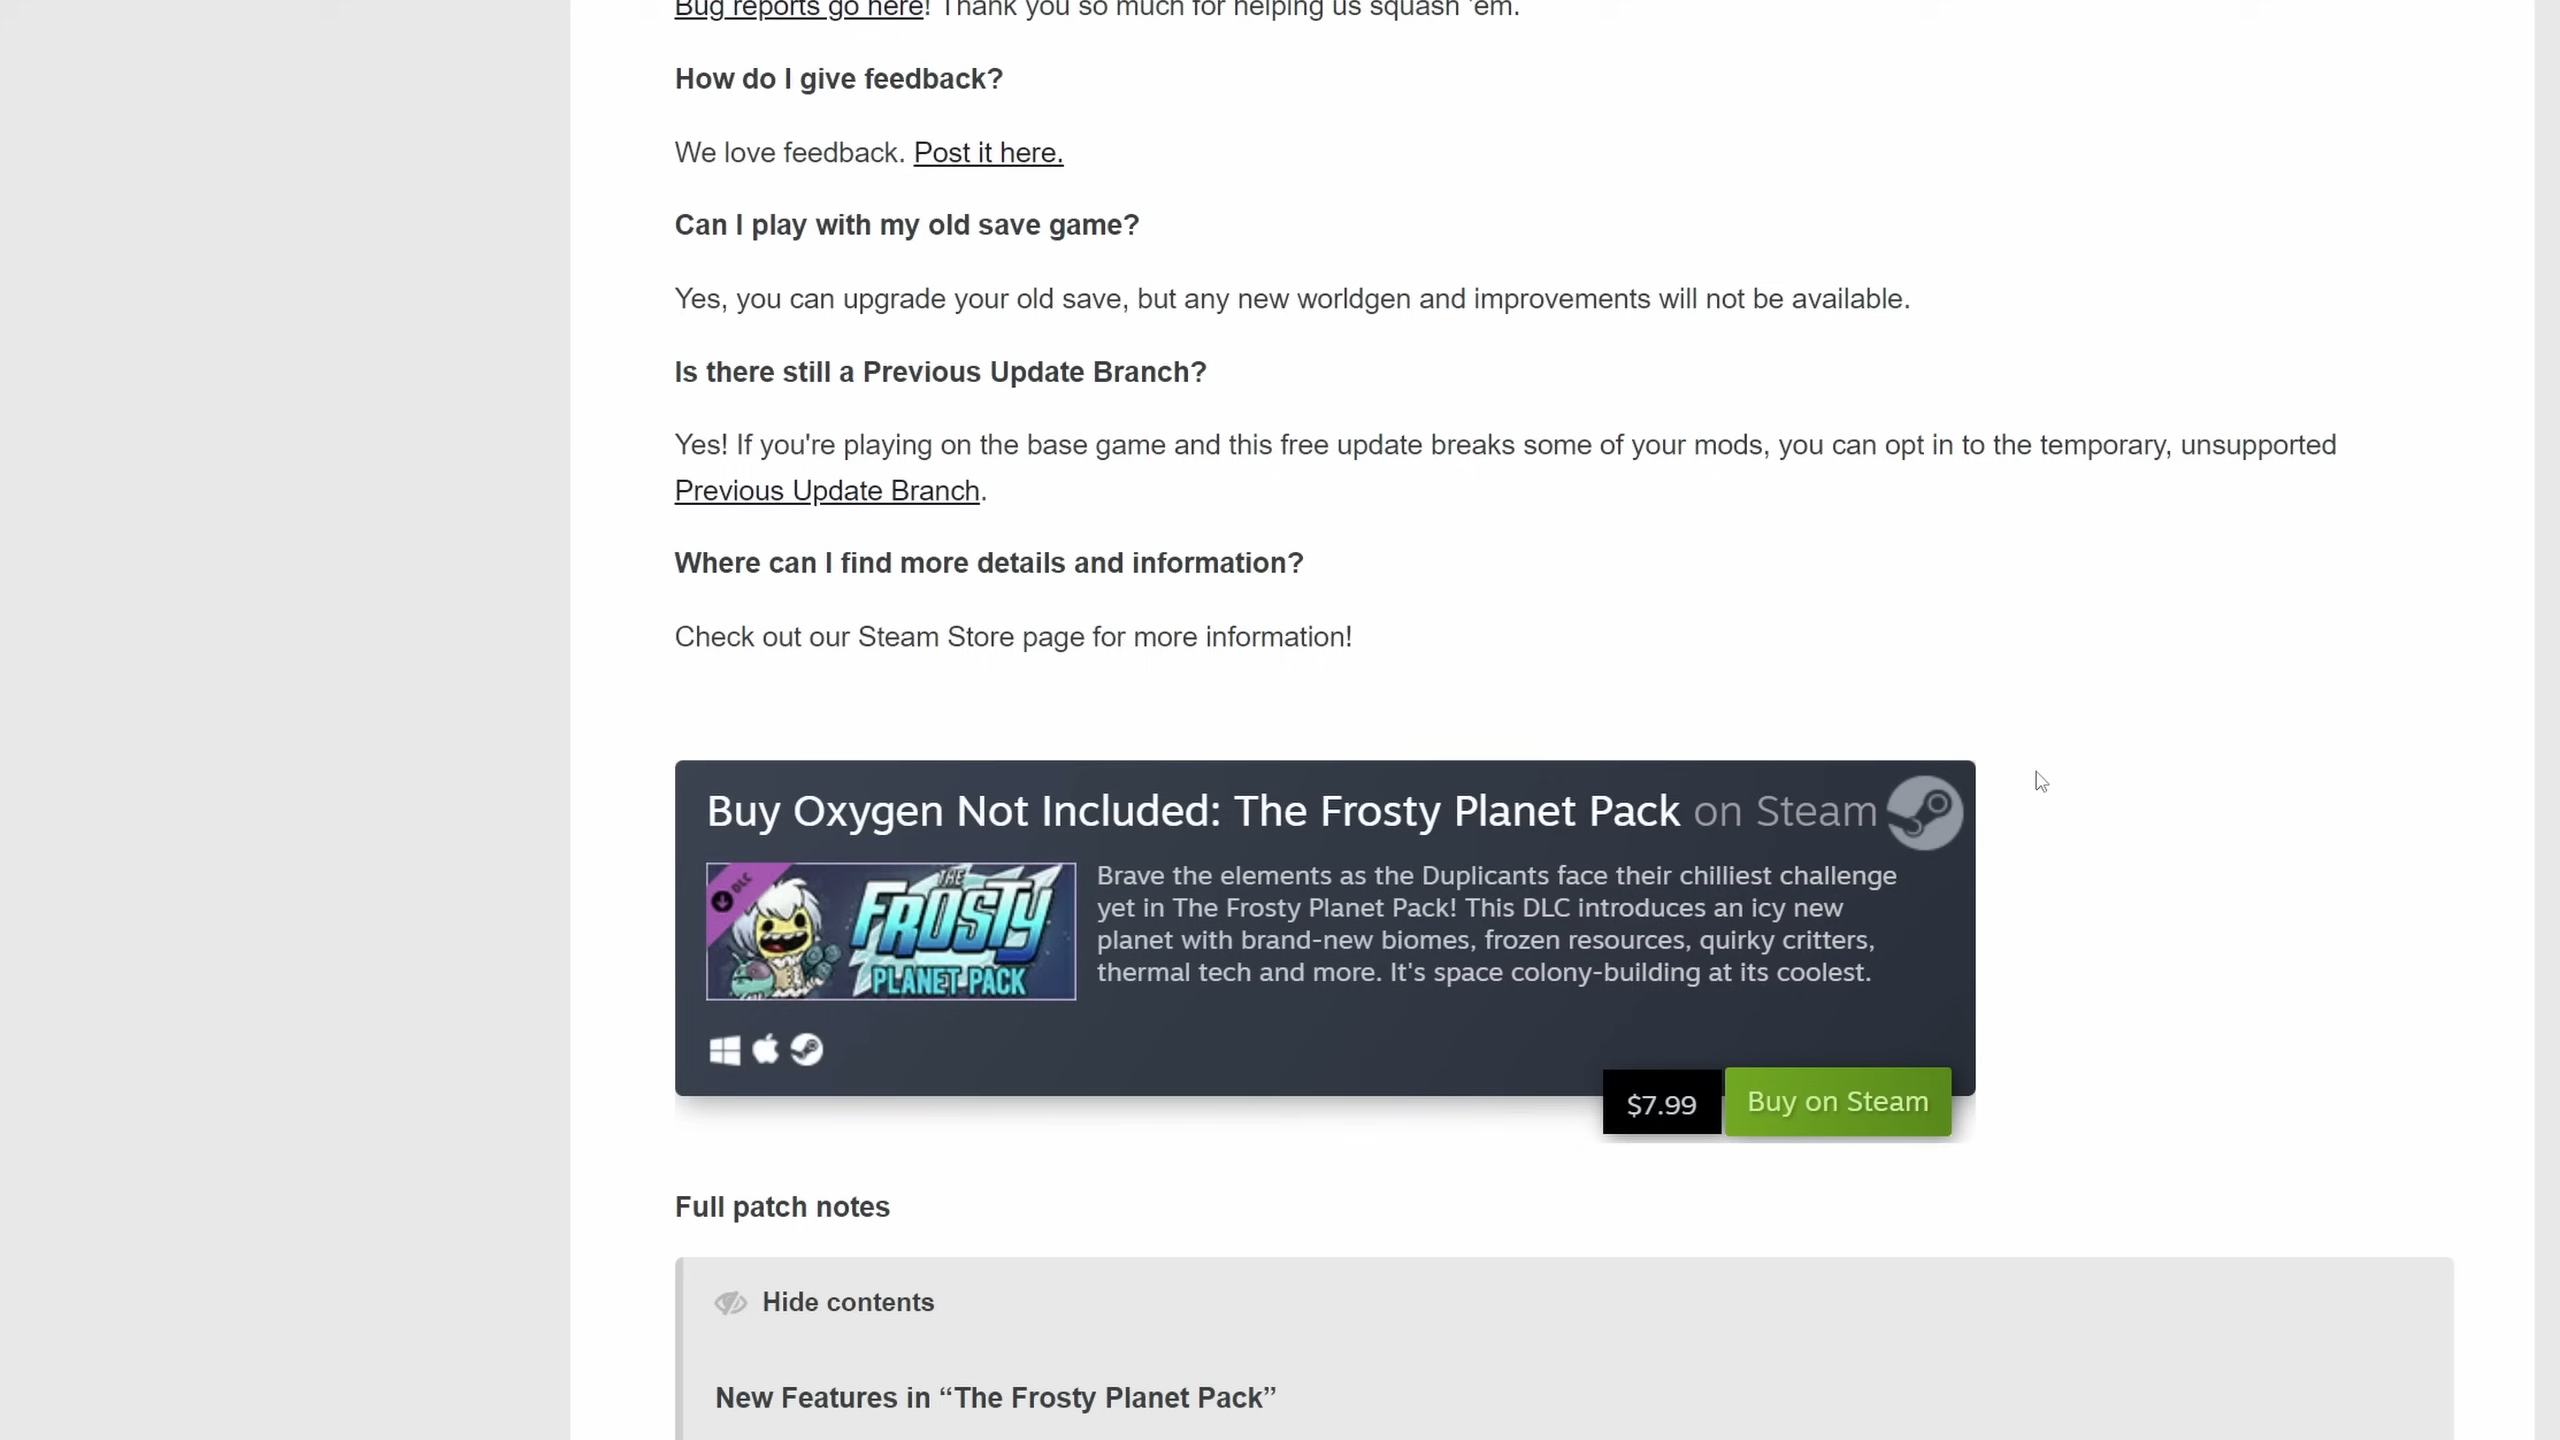 Bug reports go here! Thank you so much for helping us squash 'em.
How do I give feedback?
We love feedback. Post it here.
Can I play with my old save game?
Yes, you can upgrade your old save, but any new worldgen and improvements will not be available.
Is there still a Previous Update Branch?
Yes! If you're playing on the base game and this free update breaks some of your mods, you can opt in to the temporary, unsupported
Previous Update Branch.
Where can I find more details and information?
Check out our Steam Store page for more information!
Buy Oxygen Not Included: The Frosty Planet Pack on Steam
DLC
THE
FROSTY
PLANET PACK
Brave the elements as the Duplicants face their chilliest challenge
yet in The Frosty Planet Pack! This DLC introduces an icy new
planet with brand-new biomes, frozen resources, quirky critters,
thermal tech and more. It's space colony-building at its coolest.
$7.99
Buy on Steam
Full patch notes
Hide contents
New Features in “The Frosty Planet Pack”